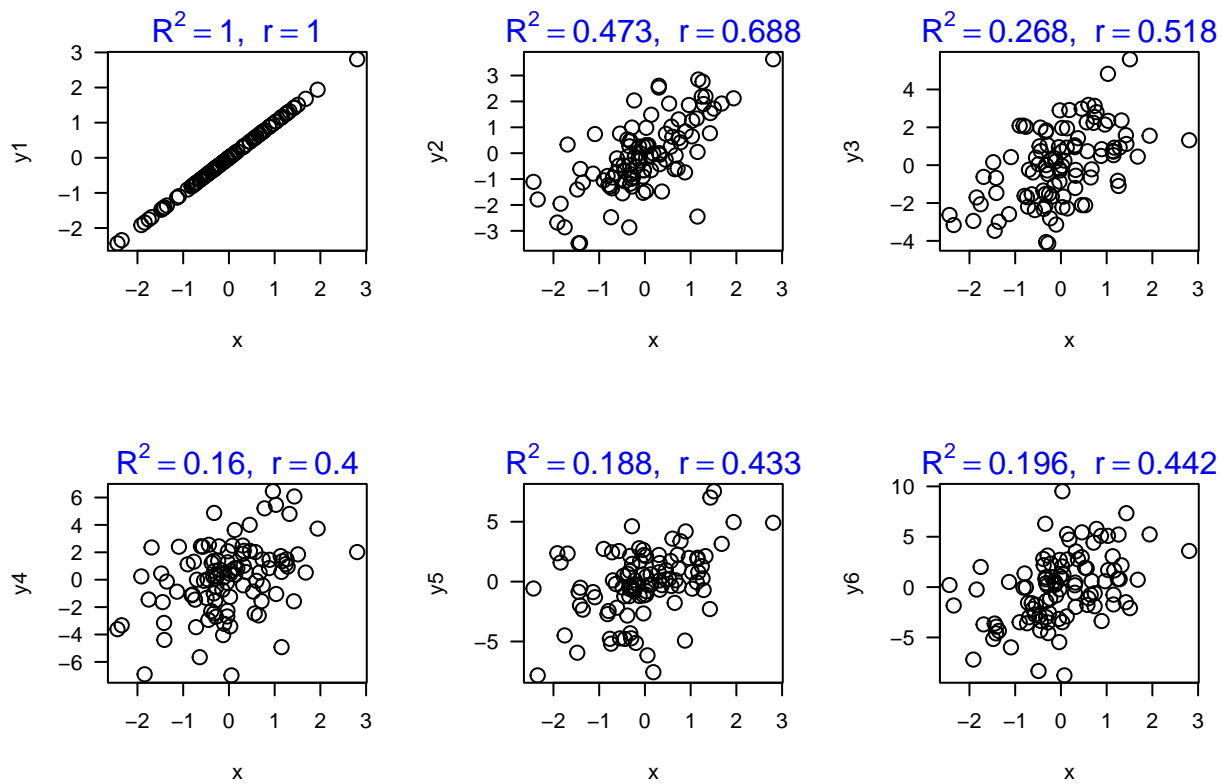 R² = 1, r = 1
y1
3
2
1
0
−1
−2
−2 −1 0 1 2 3
x
R² = 0.473, r = 0.688
y2
3
2
1
0
−1
−2
−3
−2 −1 0 1 2 3
x
R² = 0.268, r = 0.518
y3
4
2
0
−2
−4
−2 −1 0 1 2 3
x
R² = 0.16, r = 0.4
y4
6
4
2
0
−2
−4
−6
−2 −1 0 1 2 3
x
R² = 0.188, r = 0.433
y5
5
0
−5
−2 −1 0 1 2 3
x
R² = 0.196, r = 0.442
y6
10
5
0
−5
−2 −1 0 1 2 3
x